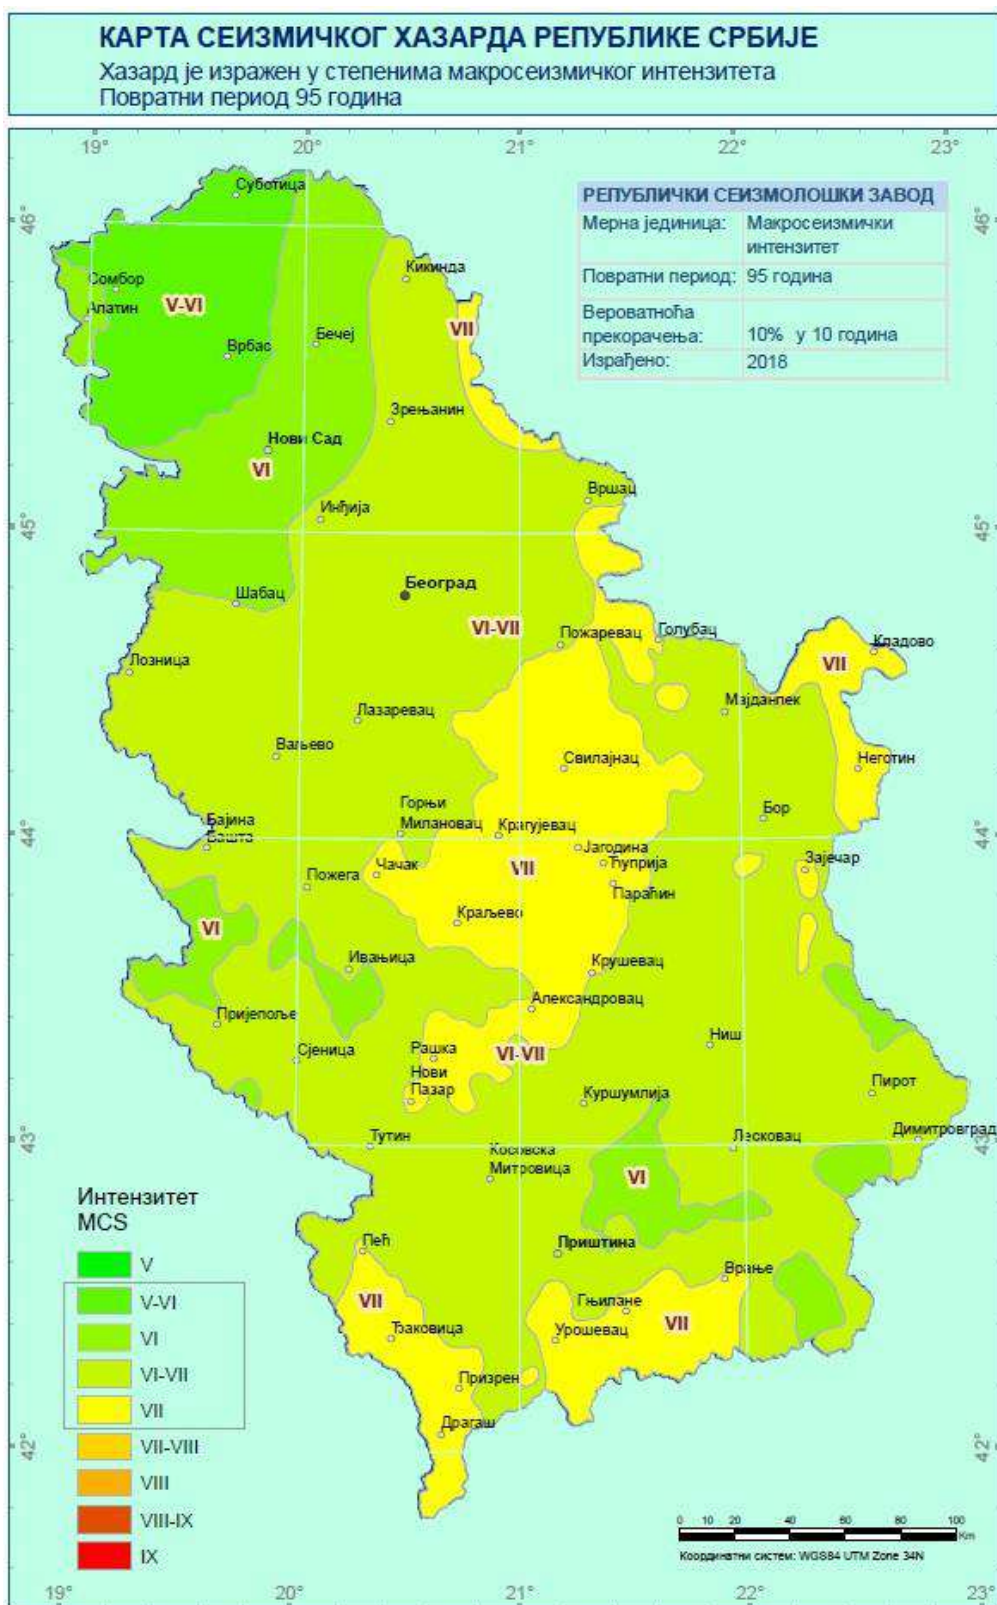 КАРТА СЕИЗМИЧКОГ ХАЗАРДА РЕПУБЛИКЕ СРБИЈЕ
Хазард је изражен у степенима макросеизмичког интензитета
Повратни период 95 година
19°
20°
21°
22°
23°
РЕПУБЛИЧКИ СЕИЗМОЛОШКИ ЗАВОД
Мерна јединица: Макросеизмички
интензитет
Повратни период: 95 година
Вероватноћа
прекорачења: 10% у 10 година
Израђено: 2018
46°
46°
Суботица
Кикинда
Сомбор
Апатин
V-VI
VII
Врбас
Бечеј
Зрењанин
Нови Сад
VI
Вршац
Инђија
45°
45°
Београд
Шабац
VI-VII
Пожаревац
Голубац
Кладово
VII
Лозница
Мајданпек
Лазаревац
Ваљево
Свилајнац
Неготин
Бор
Горњи
Милановац
Бајина
Башта
Крагујевац
44°
44°
Јагодина
Зајечар
Чачак
VII
Ћуприја
Пожега
Параћин
Краљево
VI
Ивањица
Крушевац
Александровац
Пријепоље
Ниш
Сјеница
Рашка
VI-VII
Нови
Пазар
Куршумлија
Пирот
Димитровград
43°
43°
Тутин
Лесковац
Косовска
Митровица
VI
Пећ
Приштина
Врање
VII
Гњилане
VII
Урошевац
Ђаковица
Призрен
Драгаш
42°
42°
Интензитет
MCS
V
V-VI
VI
VI-VII
VII
VII-VIII
VIII
VIII-IX
IX
0 10 20 40 60 80 100
Km
Координатни систем: WGS84 UTM Zone 34N
19°
20°
21°
22°
23°